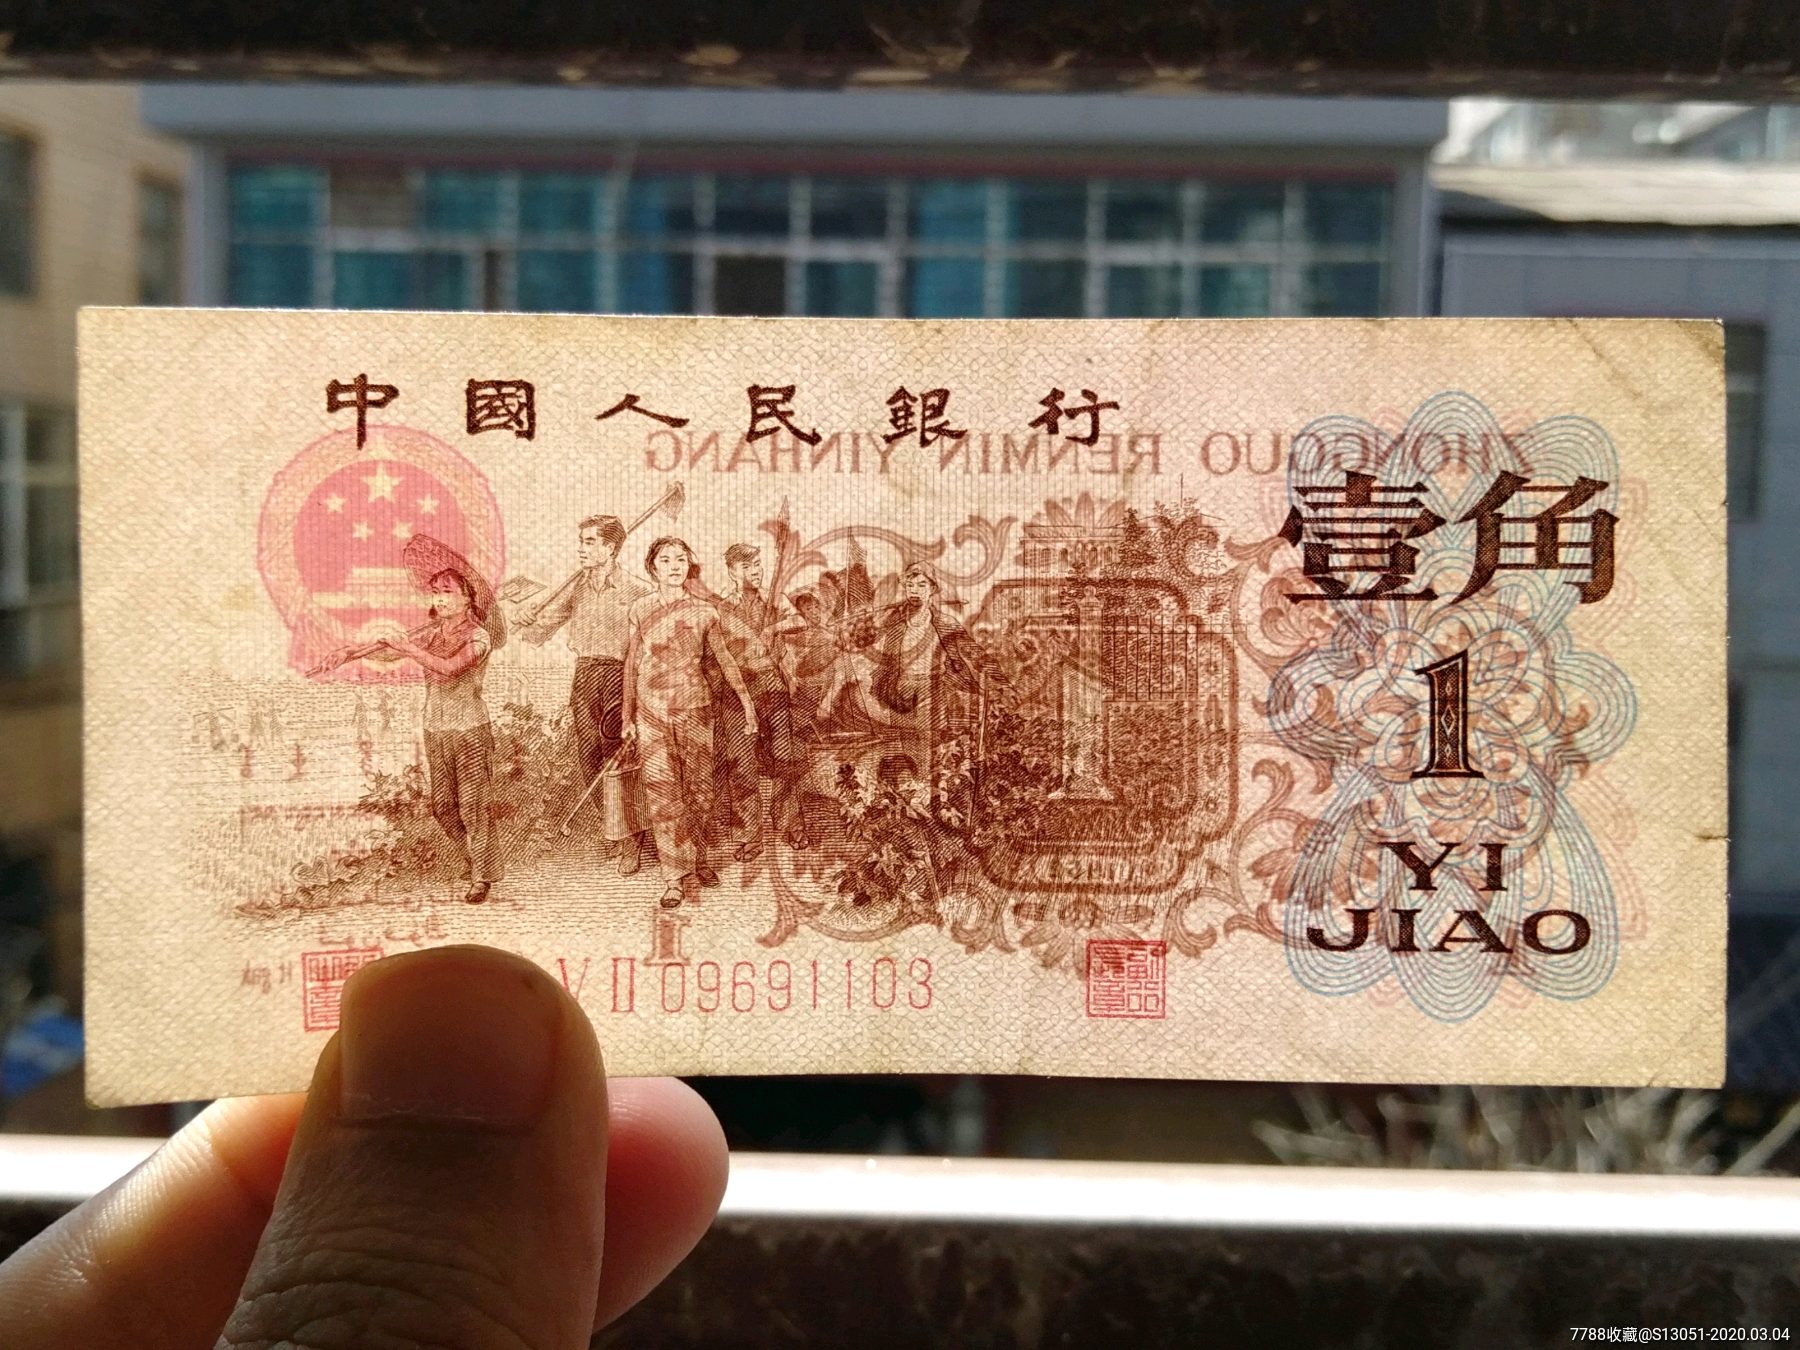 中國人民銀行
ZHONGGUO RENMIN YINHANG
壹角
1
YI
JIAO
VII 09691103
7788收藏@S13051-2020.03.04